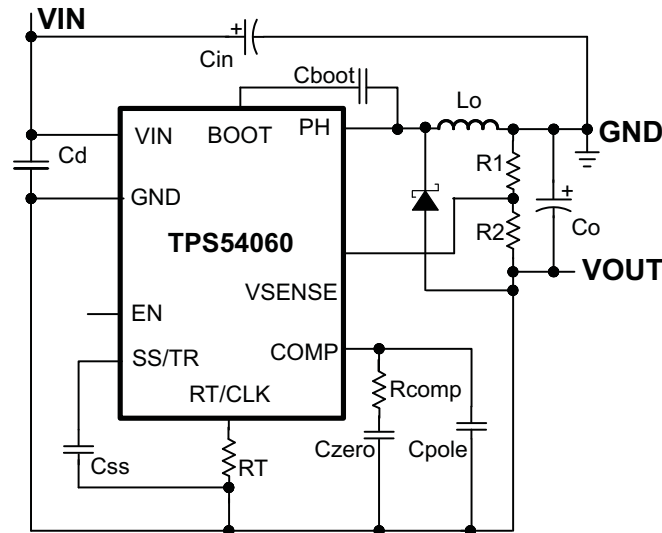 VIN
+
Cin
Cboot
Lo
GND
VIN
BOOT
PH
Cd
R1
GND
+
TPS54060
R2
Co
VOUT
VSENSE
EN
COMP
SS/TR
RT/CLK
Rcomp
Css
RT
Czero
Cpole